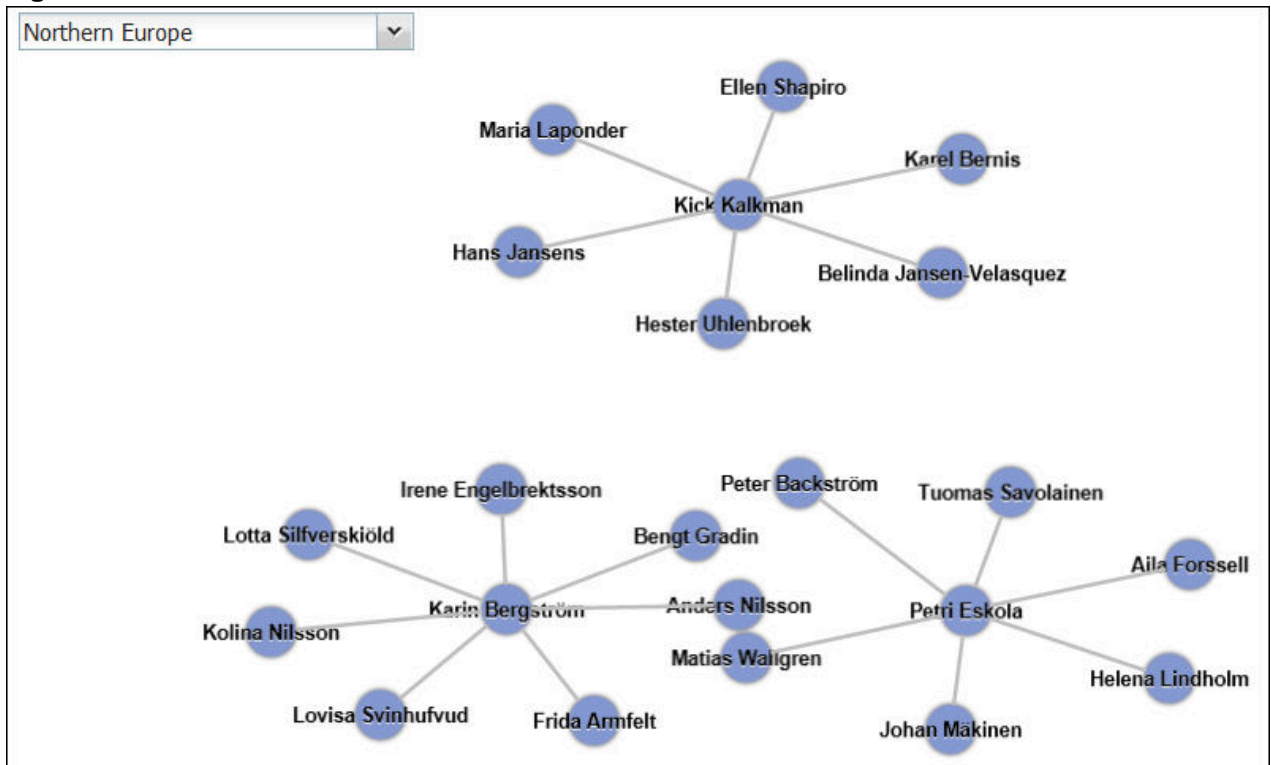 Northern Europe
Ellen Shapiro
Maria Laponder
Karel Bernis
Kick Kalkman
Hans Jansens
Belinda Jansen-Velasquez
Hester Uhlenbroek
Irene Engelbrektsson
Peter Backström
Tuomas Savolainen
Lotta Silfverskiöld
Bengt Gradin
Aila Forssell
Karin Bergström
Anders Nilsson
Petri Eskola
Kolina Nilsson
Matias Wallgren
Helena Lindholm
Lovisa Svinhufvud
Frida Armfelt
Johan Mäkinen